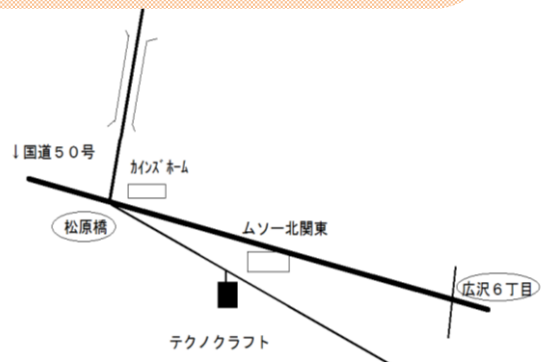 ↓国道50号
カインズホーム
松原橋
ムソー北関東
広沢6丁目
テクノクラフト